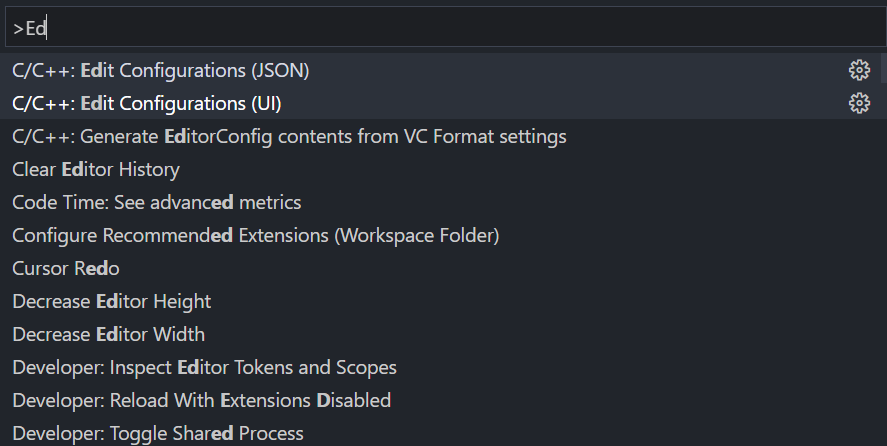 >Ed
C/C++: Edit Configurations (JSON)
C/C++: Edit Configurations (UI)
C/C++: Generate EditorConfig contents from VC Format settings
Clear Editor History
Code Time: See advanced metrics
Configure Recommended Extensions (Workspace Folder)
Cursor Redo
Decrease Editor Height
Decrease Editor Width
Developer: Inspect Editor Tokens and Scopes
Developer: Reload With Extensions Disabled
Developer: Toggle Shared Process